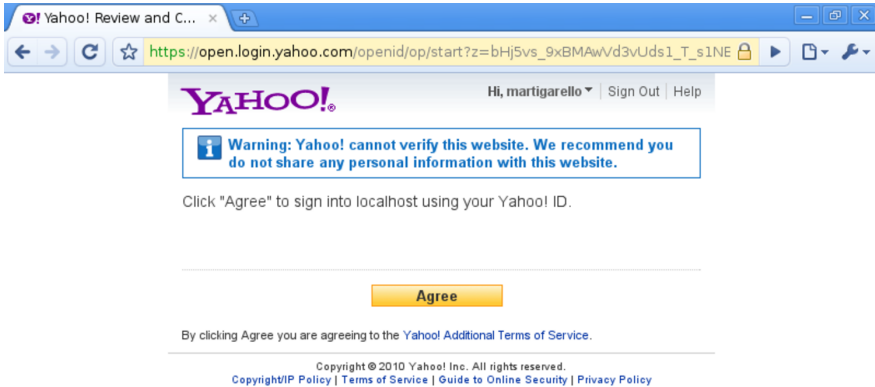 Yahoo! Review and C...
https://open.login.yahoo.com/openid/op/start?z=bHj5vs_9xBMAwVd3vUds1_T_s1NE
YAHOO!®
Hi, martigarello | Sign Out | Help
Warning: Yahoo! cannot verify this website. We recommend you
do not share any personal information with this website.
Click "Agree" to sign into localhost using your Yahoo! ID.
Agree
By clicking Agree you are agreeing to the Yahoo! Additional Terms of Service.
Copyright © 2010 Yahoo! Inc. All rights reserved.
Copyright/IP Policy | Terms of Service | Guide to Online Security | Privacy Policy